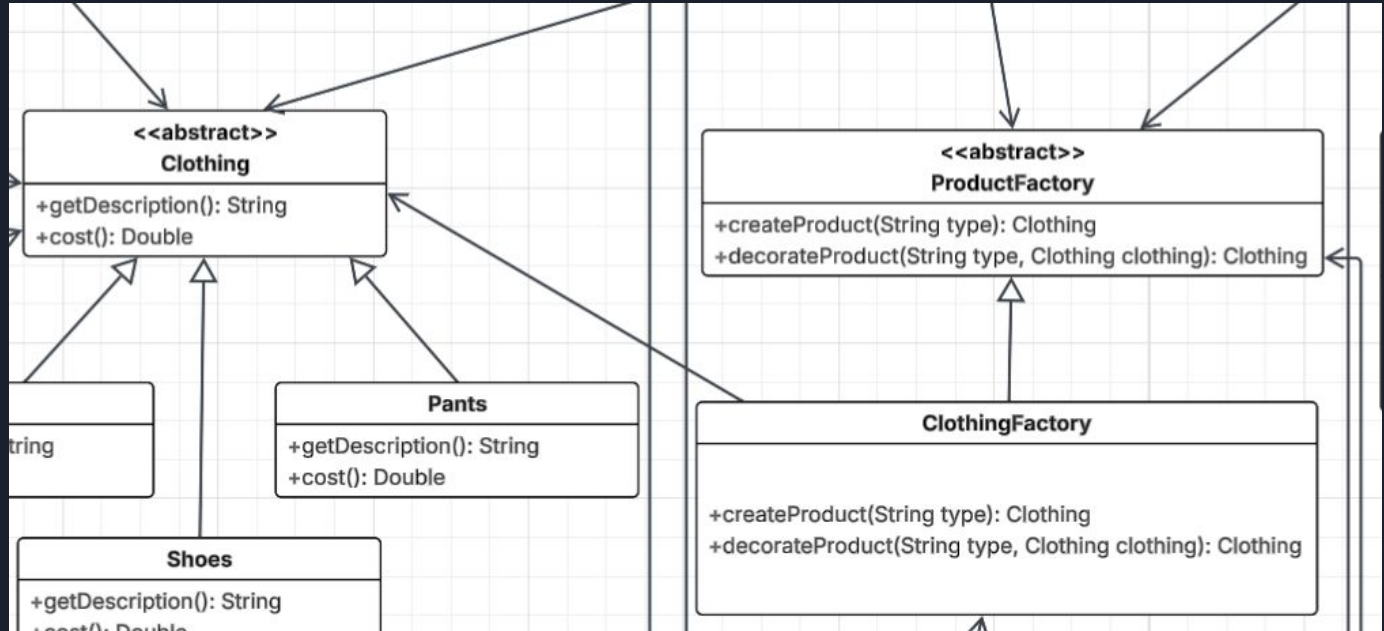 <<abstract>>
Clothing
+getDescription(): String
+cost(): Double
<<abstract>>
ProductFactory
+createProduct(String type): Clothing
+decorateProduct(String type, Clothing clothing): Clothing
tring
Pants
+getDescription(): String
+cost(): Double
ClothingFactory
+createProduct(String type): Clothing
+decorateProduct(String type, Clothing clothing): Clothing
Shoes
+getDescription(): String
+cost(): Double